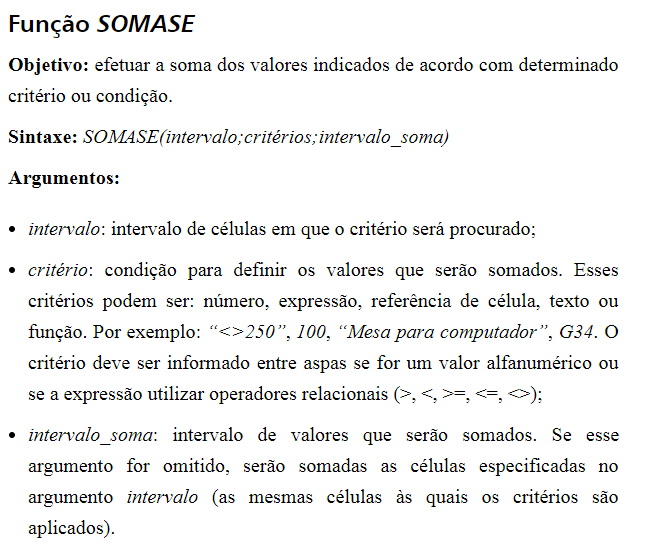 Função SOMASE
Objetivo: efetuar a soma dos valores indicados de acordo com determinado
critério ou condição.
Sintaxe: SOMASE(intervalo;critérios;intervalo_soma)
Argumentos:
• intervalo: intervalo de células em que o critério será procurado;
• critério: condição para definir os valores que serão somados. Esses
critérios podem ser: número, expressão, referência de célula, texto ou
função. Por exemplo: “<>250”, 100, “Mesa para computador”, G34. O
critério deve ser informado entre aspas se for um valor alfanumérico ou
se a expressão utilizar operadores relacionais (>, <, >=, <=, <>);
• intervalo_soma: intervalo de valores que serão somados. Se esse
argumento for omitido, serão somadas as células especificadas no
argumento intervalo (as mesmas células às quais os critérios são
aplicados).